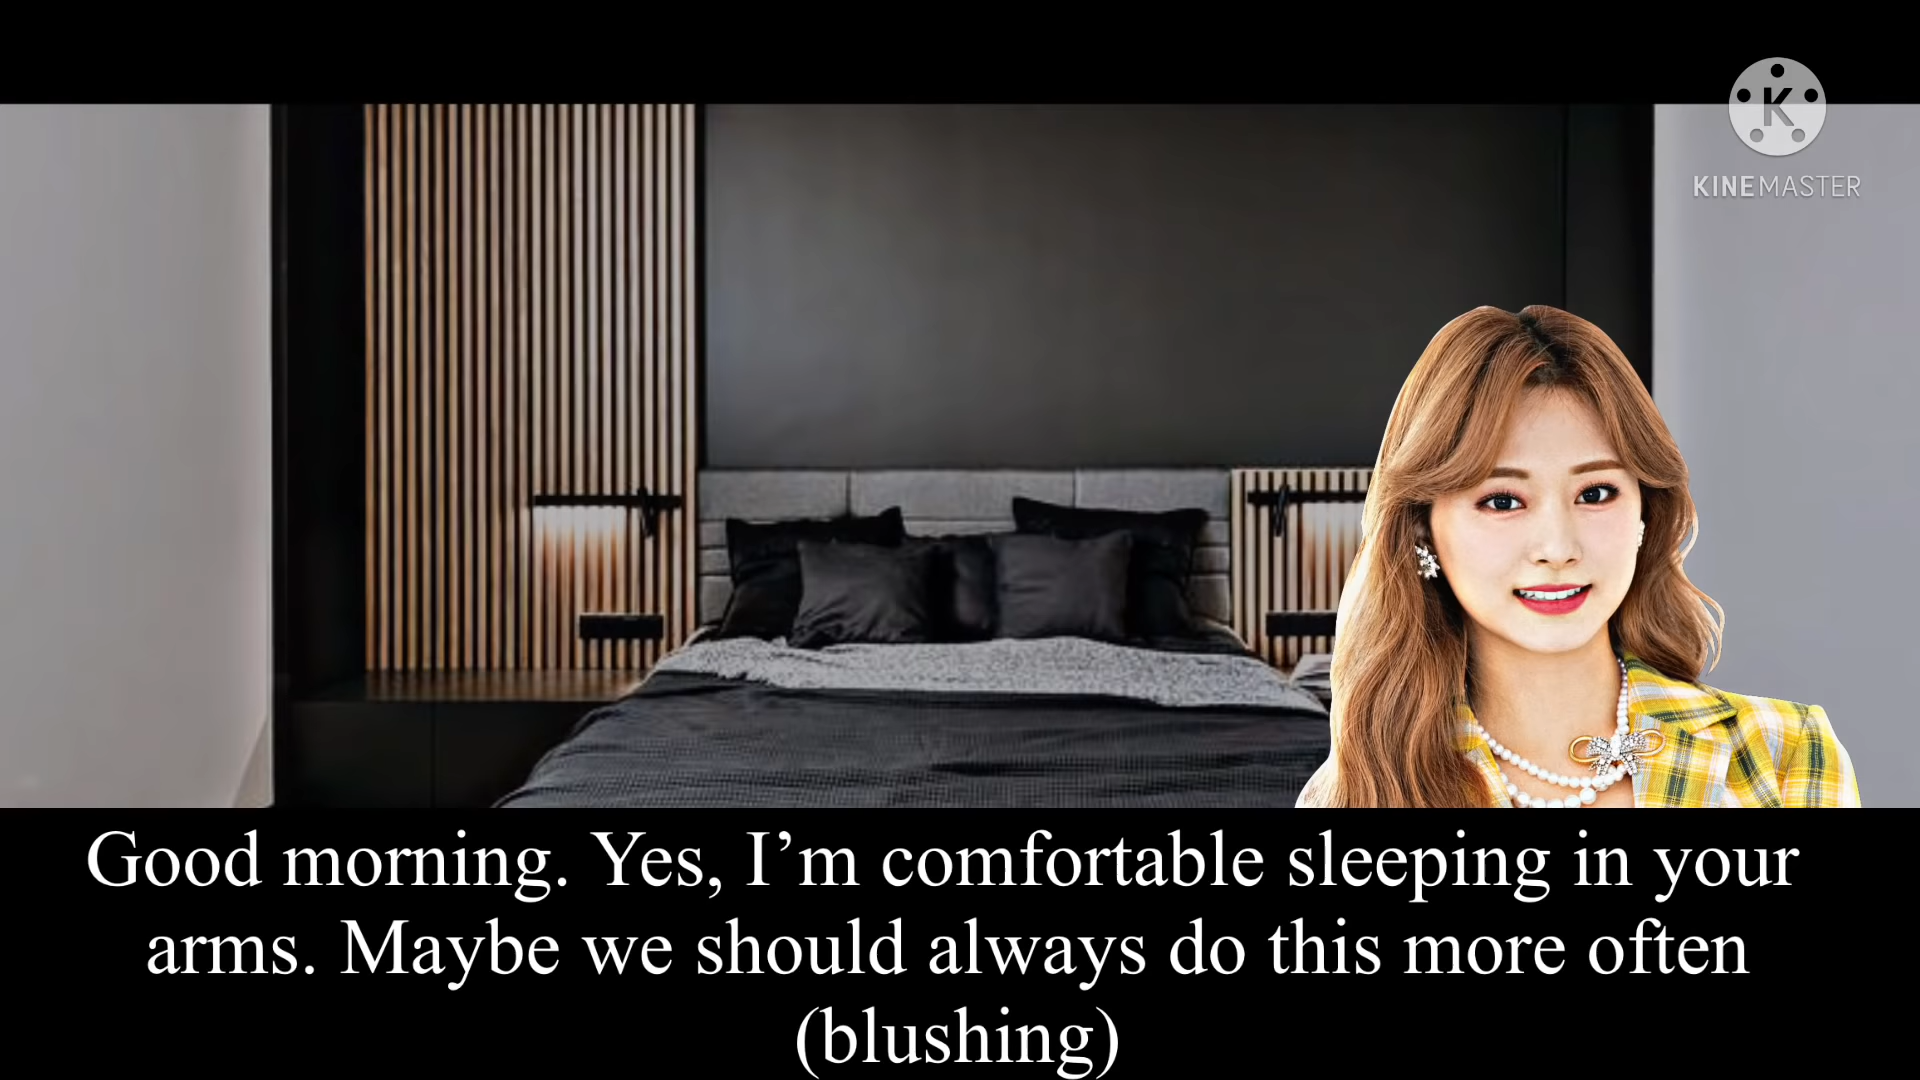 K
KINEMASTER
Good morning. Yes, I’m comfortable sleeping in your
arms. Maybe we should always do this more often
(blushing)